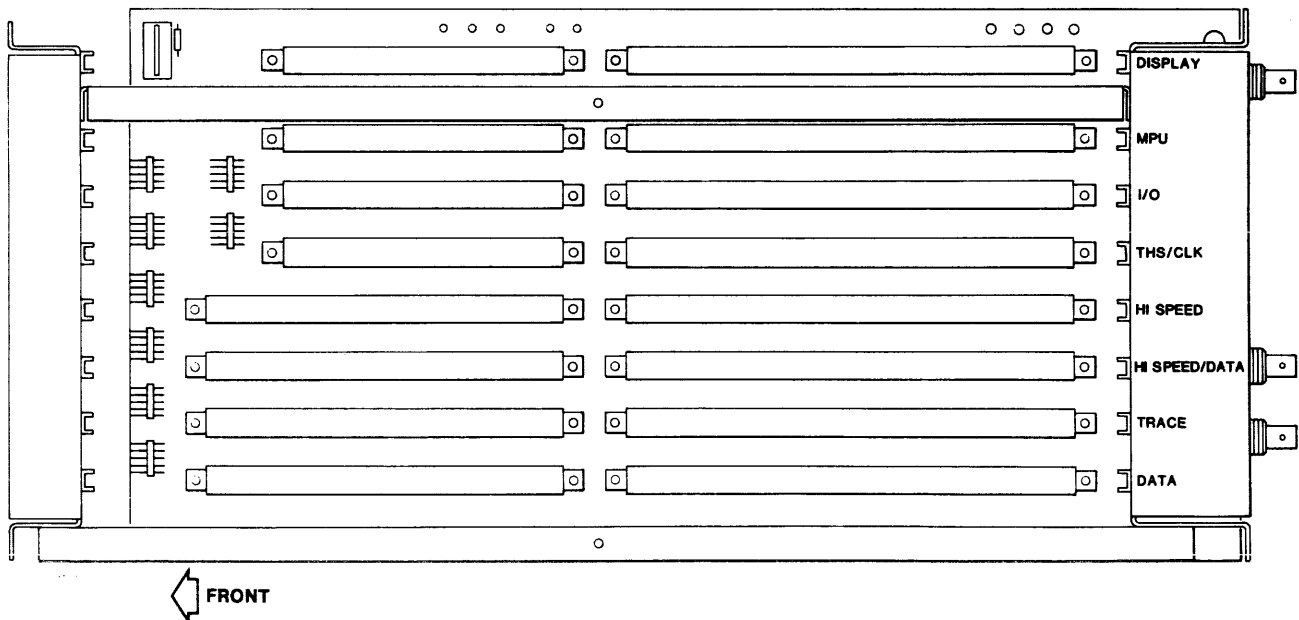 DISPLAY
MPU
I/O
THS/CLK
HI SPEED
HI SPEED/DATA
TRACE
DATA
FRONT